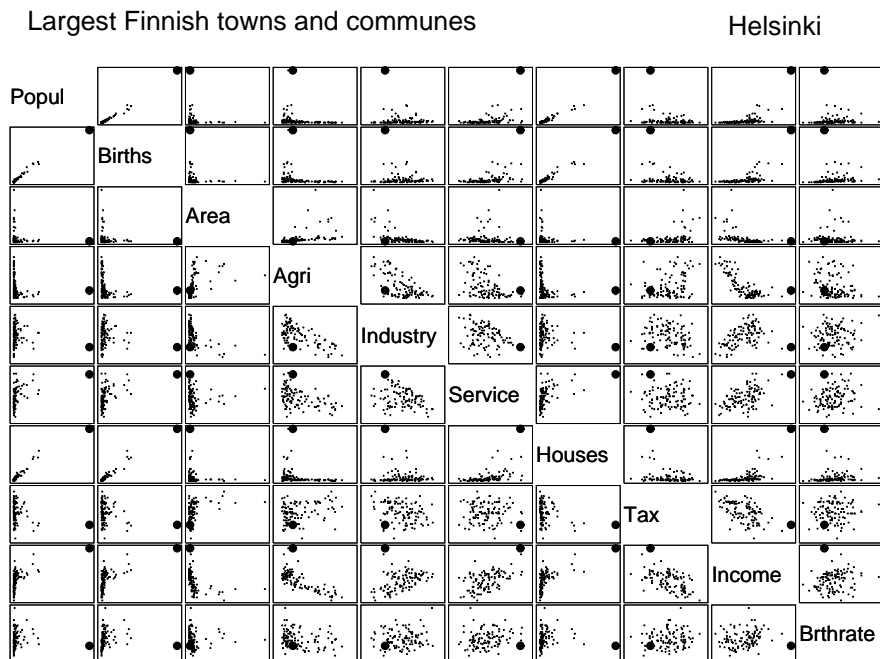 Largest Finnish towns and communes
Helsinki
Popul
Births
Area
Agri
Industry
Service
Houses
Tax
Income
Brthrate